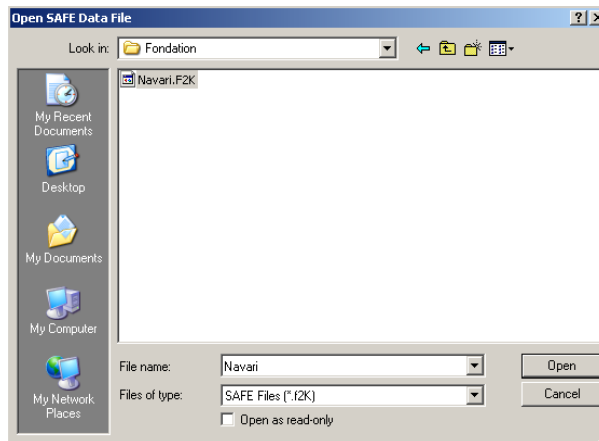 Open SAFE Data File
Look in: Fondation
Navari.F2K
My Recent
Documents
Desktop
My Documents
My Computer
My Network
Places
File name: Navari Open
Files of type: SAFE Files (*.f2K) Cancel
Open as read-only